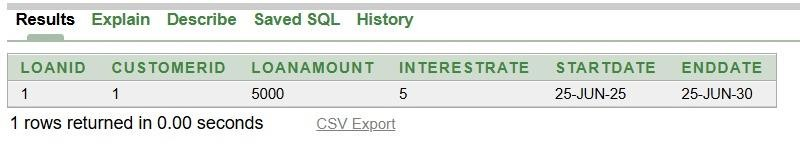 Results Explain Describe Saved SQL History
LOANID CUSTOMERID LOANAMOUNT INTERESTRATE STARTDATE ENDDATE
1 1 5000 5 25-JUN-25 25-JUN-30
1 rows returned in 0.00 seconds CSV Export